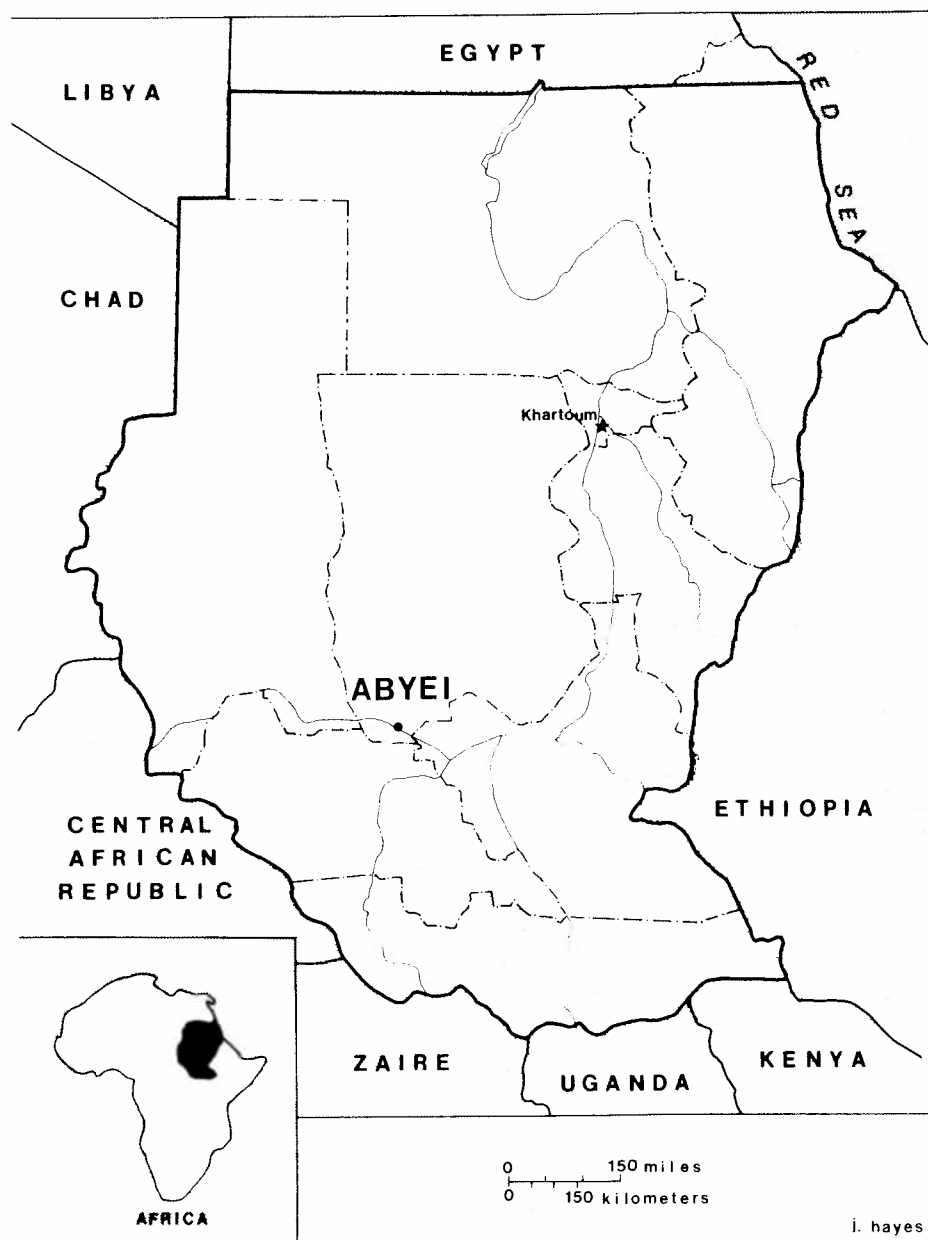 EGYPT
LIBYA
RED SEA
CHAD
Khartoum
ABYEI
ETHIOPIA
CENTRAL
AFRICAN
REPUBLIC
ZAIRE
UGANDA
KENYA
AFRICA
0 150 miles
0 150 kilometers
j. hayes